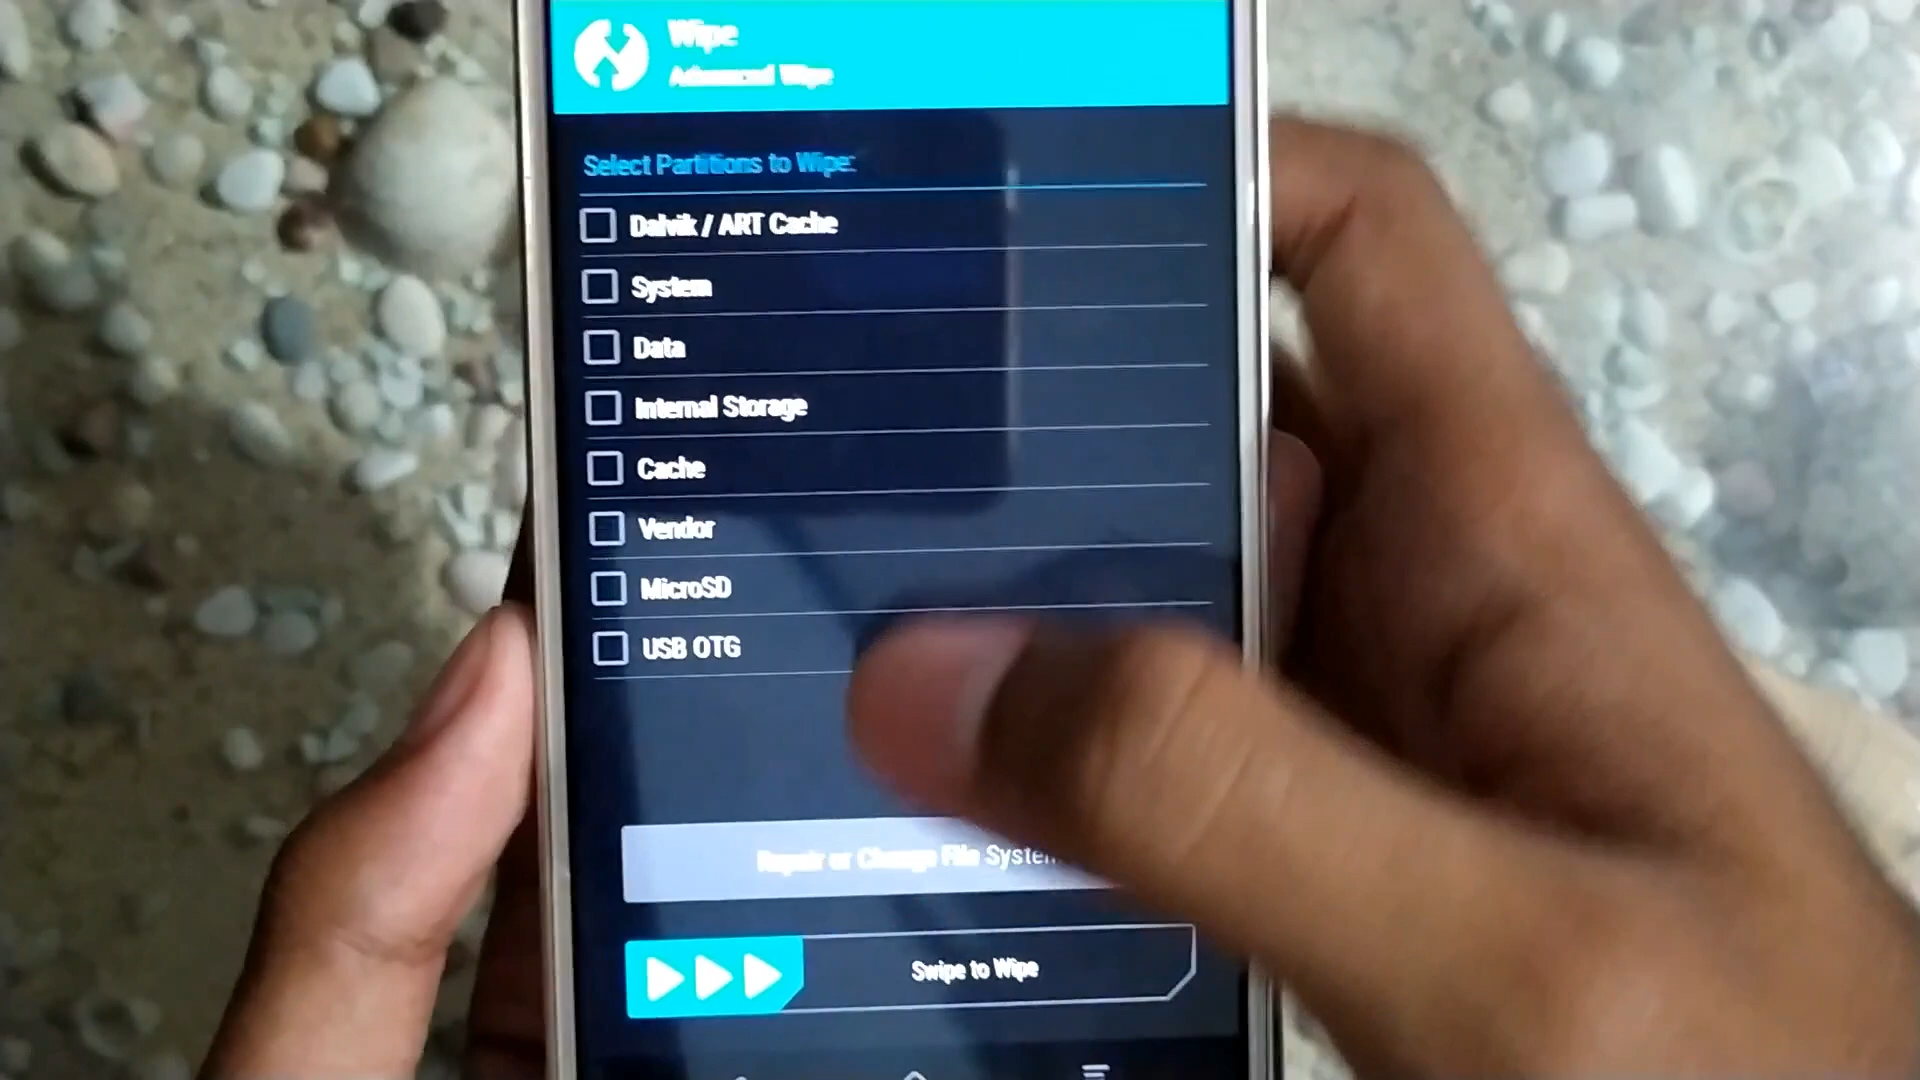 Wipe
Advanced Wipe
Select Partitions to Wipe:
Dalvik / ART Cache
System
Data
Internal Storage
Cache
Vendor
MicroSD
USB OTG
Repair or Change File System
Swipe to Wipe